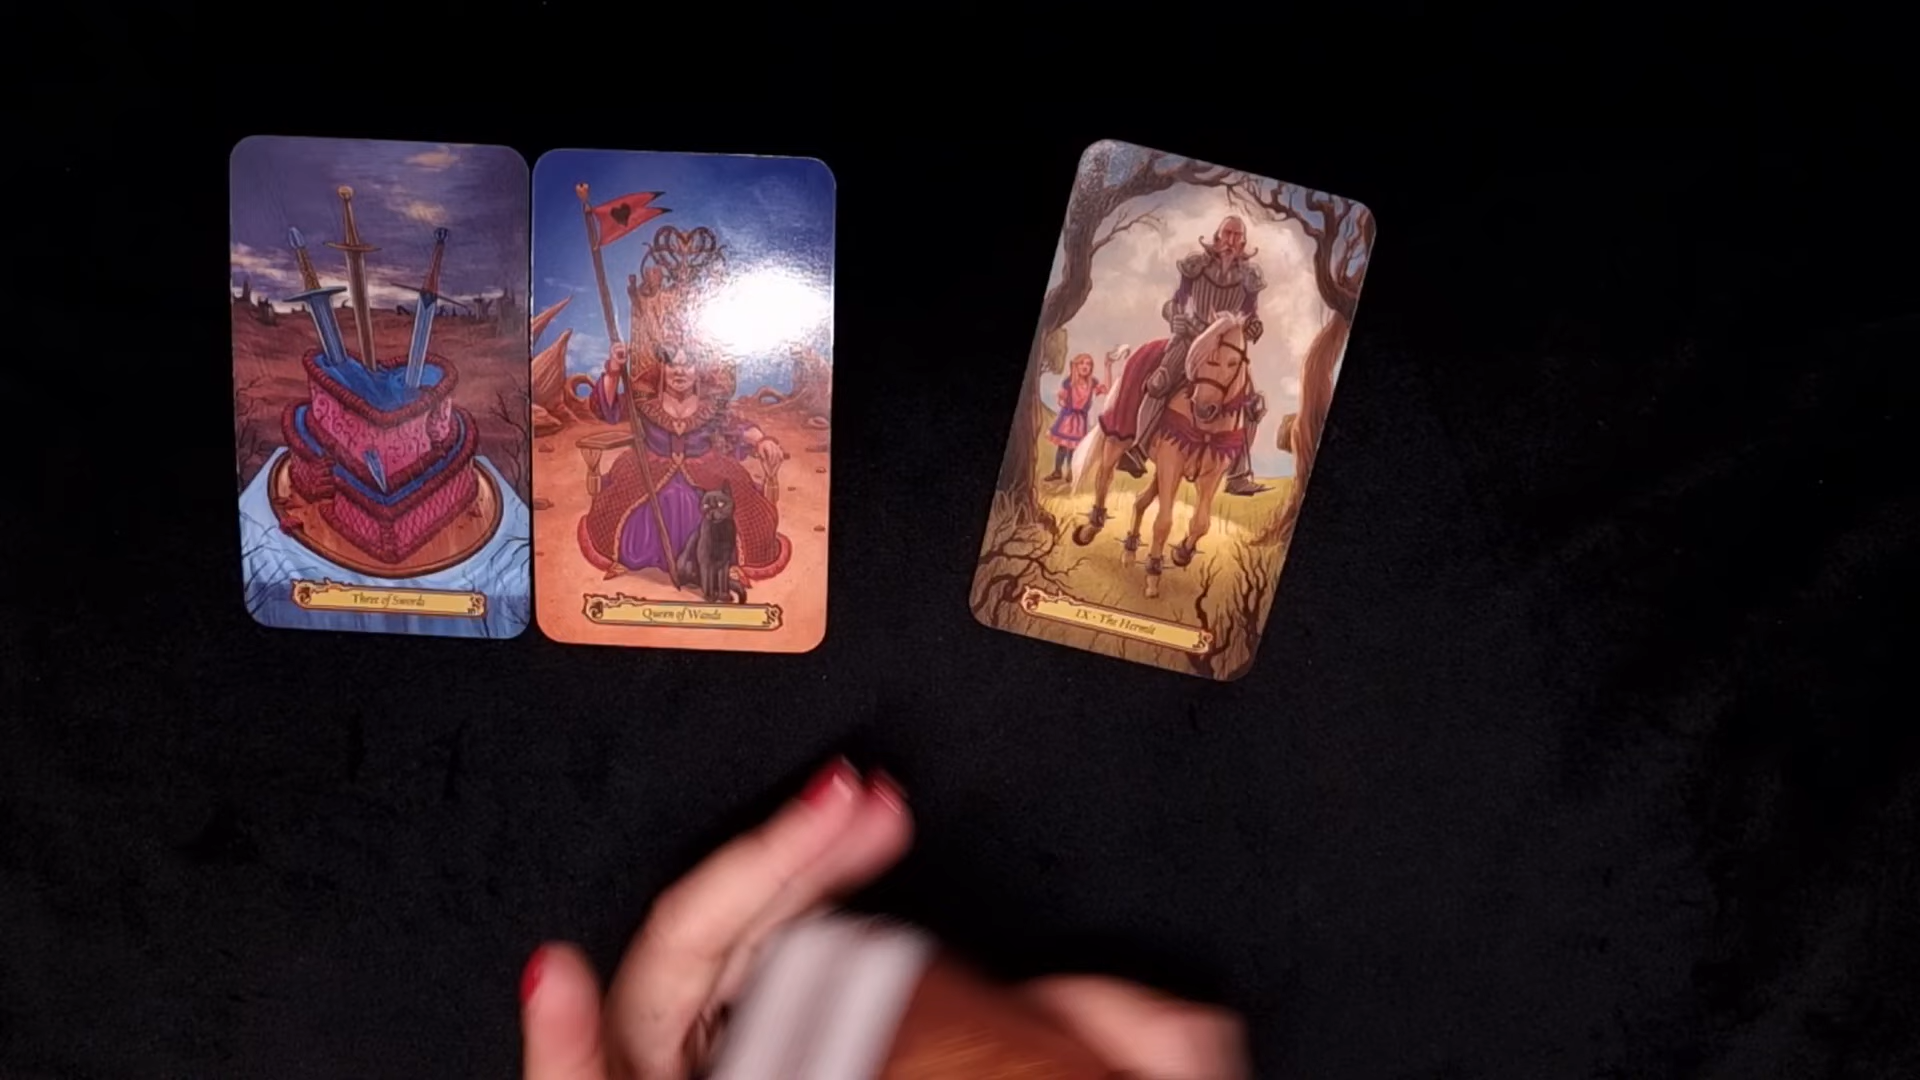 Three of Swords
Queen of Wands
IX · The Hermit